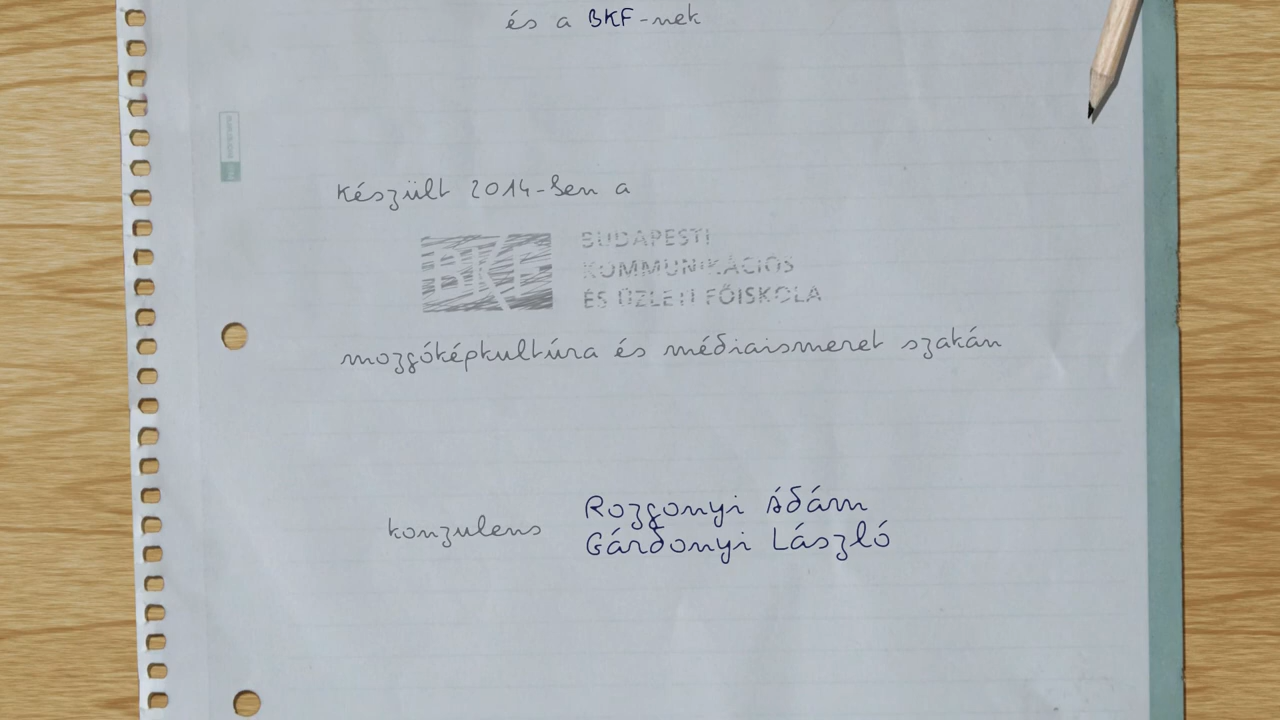 és a BKF-nek
Készült 2014-ben a
BKF
BUDAPESTI
KOMMUNIKÁCIÓS
ÉS ÜZLETI FŐISKOLA
mozgóképkultúra és médiaismeret szakán
konzulens
Rozgonyi Ádám
Gárdonyi László